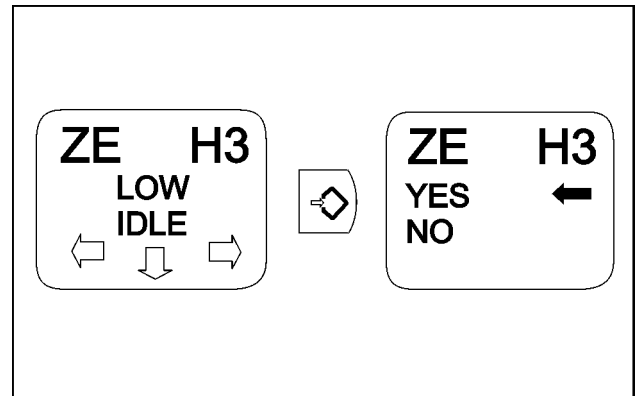 ZE H3
LOW
IDLE
ZE H3
YES
NO